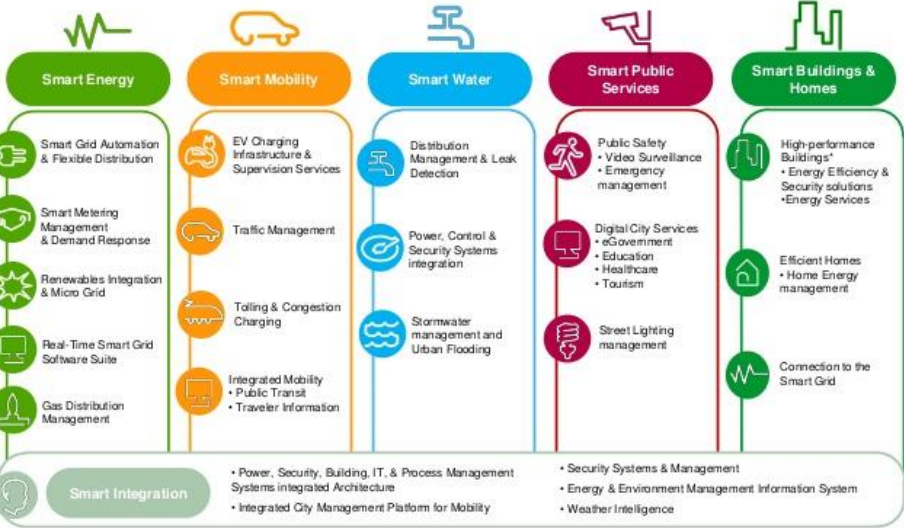 Smart Energy
Smart Grid Automation
& Flexible Distribution
Smart Metering
Management
& Demand Response
Renewables Integration
& Micro Grid
Real-Time Smart Grid
Software Suite
Gas Distribution
Management
Smart Mobility
EV Charging
Infrastructure &
Supervision Services
Traffic Management
Tolling & Congestion
Charging
Integrated Mobility
• Public Transit
• Traveler Information
Smart Water
Distribution
Management & Leak
Detection
Power, Control &
Security Systems
integration
Stormwater
management and
Urban Flooding
Smart Public
Services
Public Safety
• Video Surveillance
• Emergency
management
Digital City Services
• eGovernment
• Education
• Healthcare
• Tourism
Street Lighting
management
Smart Buildings &
Homes
High-performance
Buildings*
• Energy Efficiency &
Security solutions
•Energy Services
Efficient Homes
• Home Energy
management
Connection to the
Smart Grid
Smart Integration
• Power, Security, Building, IT, & Process Management
Systems integrated Architecture
• Integrated City Management Platform for Mobility
• Security Systems & Management
• Energy & Environment Management Information System
• Weather Intelligence